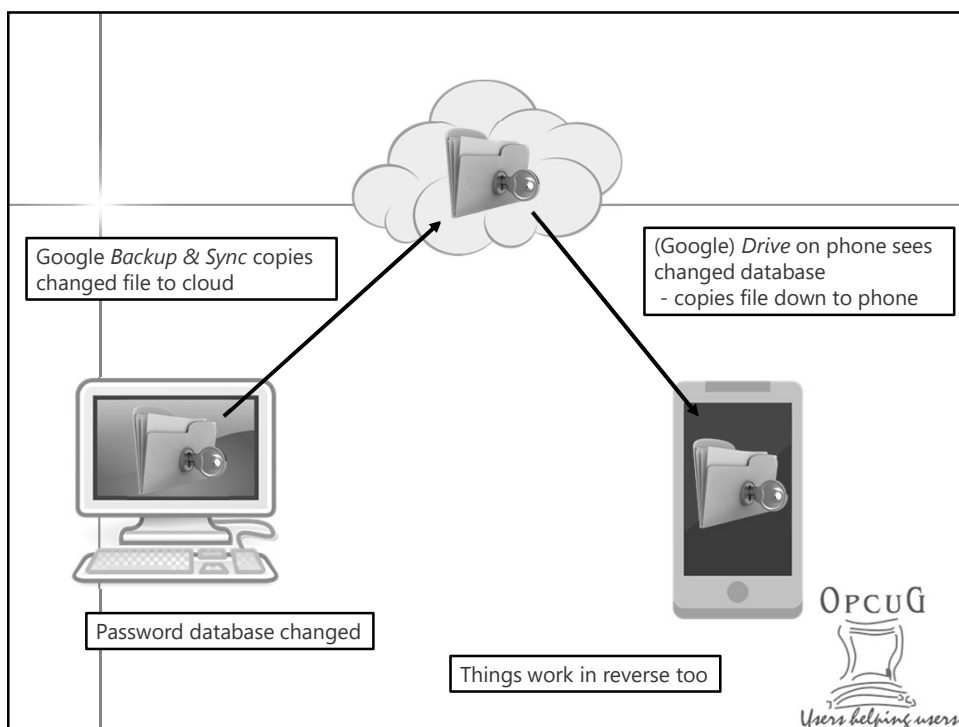 Google Backup & Sync copies
changed file to cloud
(Google) Drive on phone sees
changed database
- copies file down to phone
Password database changed
Things work in reverse too
OPCUG
Users helping users